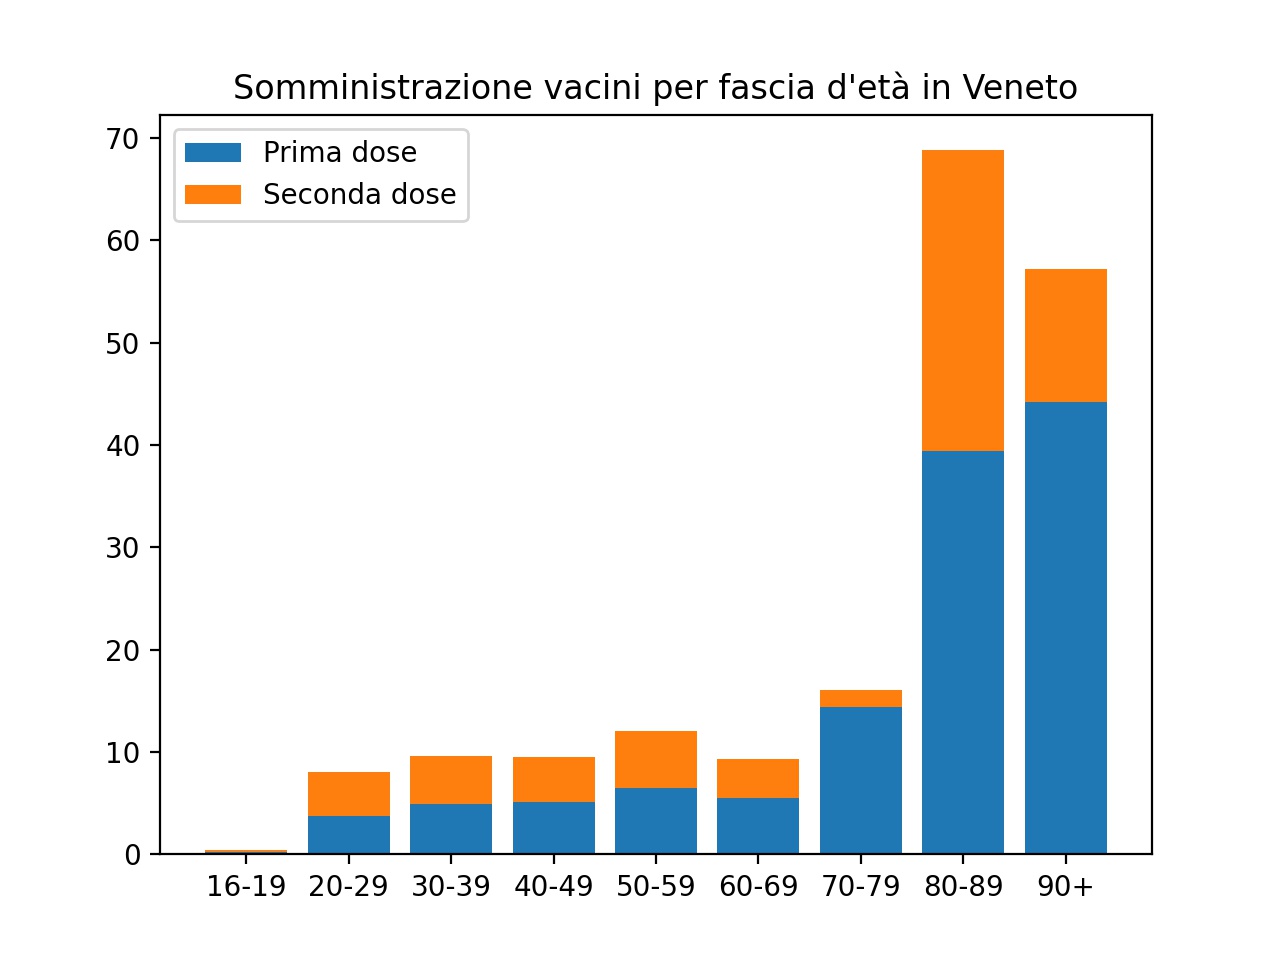 Somministrazione vacini per fascia d'età in Veneto
Prima dose
Seconda dose
70
60
50
40
30
20
10
0
16-19 20-29 30-39 40-49 50-59 60-69 70-79 80-89 90+